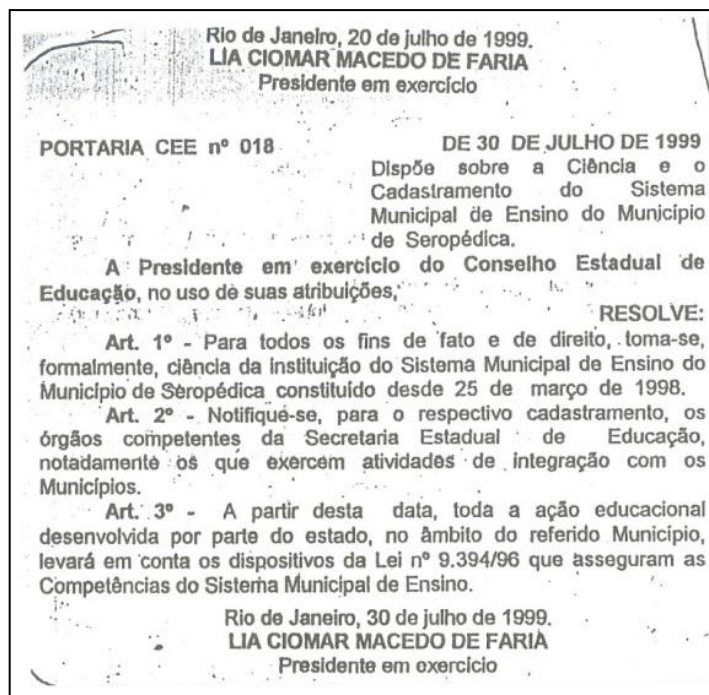 Rio de Janeiro, 20 de julho de 1999.
LIA CIOMAR MACEDO DE FARIA
Presidente em exercício
PORTARIA CEE nº 018 DE 30 DE JULHO DE 1999
Dispõe sobre a Ciência e o
Cadastramento do Sistema
Municipal de Ensino do Município
de Seropédica.
A Presidente em exercício do Conselho Estadual de
Educação, no uso de suas atribuições,
RESOLVE:
Art. 1º - Para todos os fins de fato e de direito, toma-se,
formalmente, ciência da instituição do Sistema Municipal de Ensino do
Município de Seropédica constituído desde 25 de março de 1998.
Art. 2º - Notifique-se, para o respectivo cadastramento, os
órgãos competentes da Secretaria Estadual de Educação,
notadamente os que exercem atividades de integração com os
Municípios.
Art. 3º - A partir desta data, toda a ação educacional
desenvolvida por parte do estado, no âmbito do referido Município,
levará em conta os dispositivos da Lei nº 9.394/96 que asseguram as
Competências do Sistema Municipal de Ensino.
Rio de Janeiro, 30 de julho de 1999.
LIA CIOMAR MACEDO DE FARIA
Presidente em exercício